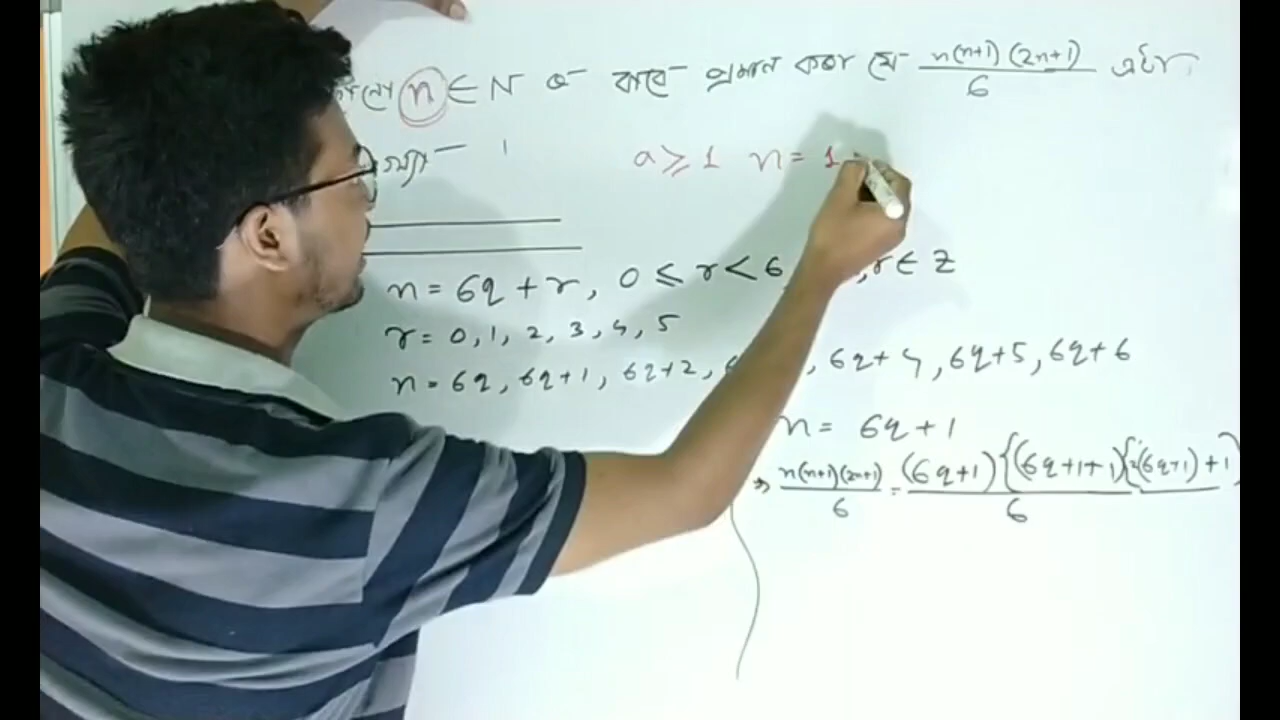 n ∈ N প্রমাণ কর যে n(n+1)(2n+1)/6
a ⩾ 1 n = 1
n = 6q + r, 0 ⩽ r < 6, r ∈ Z
r = 0, 1, 2, 3, 4, 5
n = 6q, 6q+1, 6q+2, 6q+4, 6q+5, 6q+6
n = 6q+1
⇒ n(n+1)(2n+1)/6 = (6q+1){(6q+1+1){2(6q+1)+1}/6